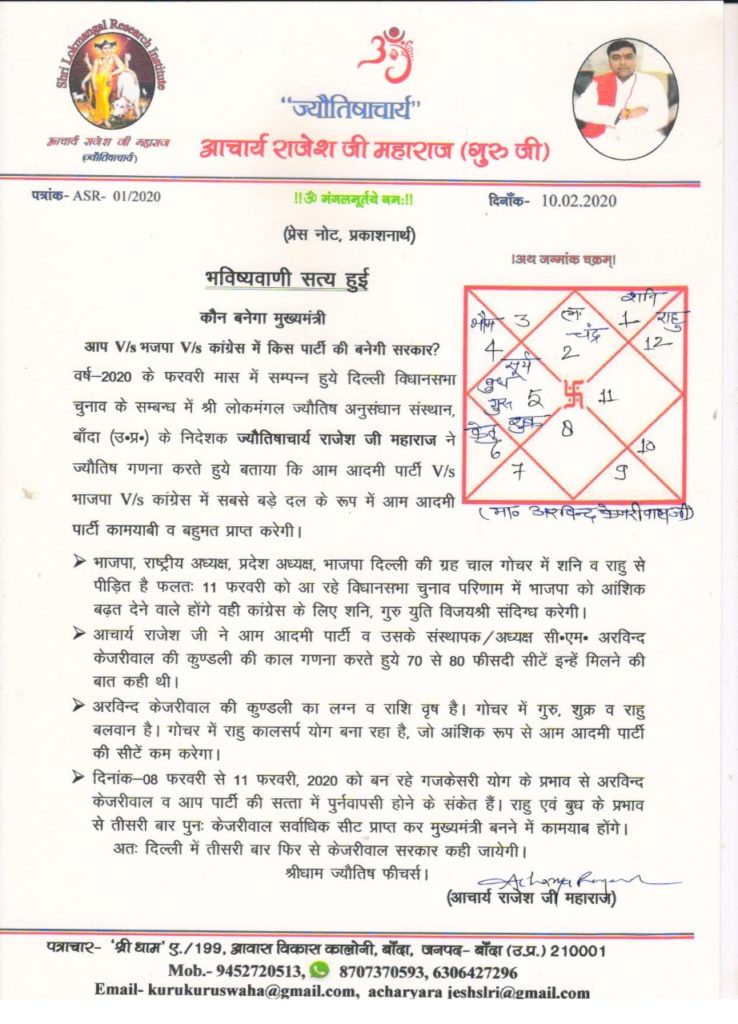 Shri Lokmangal Research Institute
आचार्य राजेश जी महाराज
(ज्यौतिषाचार्य)
ॐ
"ज्यौतिषाचार्य"
आचार्य राजेश जी महाराज (गुरु जी)
पत्रांक- ASR- 01/2020
!!ॐ मंगलमूर्तये नमः!!
दिनाँक- 10.02.2020
(प्रेस नोट, प्रकाशनार्थ)
।अथ जन्मांक चक्रम्।
भविष्यवाणी सत्य हुई
कौन बनेगा मुख्यमंत्री
आप V/s भजपा V/s कांग्रेस में किस पार्टी की बनेगी सरकार?
वर्ष–2020 के फरवरी मास में सम्पन्न हुये दिल्ली विधानसभा
चुनाव के सम्बन्ध में श्री लोकमंगल ज्यौतिष अनुसंधान संस्थान,
बाँदा (उ॰प्र॰) के निदेशक ज्यौतिषाचार्य राजेश जी महाराज ने
ज्यौतिष गणना करते हुये बताया कि आम आदमी पार्टी V/s
भाजपा V/s कांग्रेस में सबसे बड़े दल के रूप में आम आदमी
पार्टी कामयाबी व बहुमत प्राप्त करेगी।
शनि
भौम 3 लग्न 1 राहु
चंद्र
4 2 12
सूर्य
बुध
गुरु 5 卐 11
केतु शुक्र 8
6 10
7 9
(मा॰ अरविन्द केजरीवाल जी)
➢ भाजपा, राष्ट्रीय अध्यक्ष, प्रदेश अध्यक्ष, भाजपा दिल्ली की ग्रह चाल गोचर में शनि व राहु से
पीड़ित है फलतः 11 फरवरी को आ रहे विधानसभा चुनाव परिणाम में भाजपा को आंशिक
बढ़त देने वाले होंगे वही कांग्रेस के लिए शनि, गुरु युति विजयश्री संदिग्ध करेगी।
➢ आचार्य राजेश जी ने आम आदमी पार्टी व उसके संस्थापक/अध्यक्ष सी॰एम॰ अरविन्द
केजरीवाल की कुण्डली की काल गणना करते हुये 70 से 80 फीसदी सीटें इन्हें मिलने की
बात कही थी।
➢ अरविन्द केजरीवाल की कुण्डली का लग्न व राशि वृष है। गोचर में गुरु, शुक्र व राहु
बलवान है। गोचर में राहु कालसर्प योग बना रहा है, जो आंशिक रूप से आम आदमी पार्टी
की सीटें कम करेगा।
➢ दिनांक–08 फरवरी से 11 फरवरी, 2020 को बन रहे गजकेसरी योग के प्रभाव से अरविन्द
केजरीवाल व आप पार्टी की सत्ता में पुर्नवापसी होने के संकेत हैं। राहु एवं बुध के प्रभाव
से तीसरी बार पुनः केजरीवाल सर्वाधिक सीट प्राप्त कर मुख्यमंत्री बनने में कामयाब होंगे।
अतः दिल्ली में तीसरी बार फिर से केजरीवाल सरकार कही जायेगी।
श्रीधाम ज्यौतिष फीचर्स।
(आचार्य राजेश जी महाराज)
पत्राचार- 'श्री धाम' ए./199, आवास विकास कालोनी, बाँदा, जनपद- बाँदा (उ.प्र.) 210001
Mob.- 9452720513, 8707370593, 6306427296
Email- kurukuruswaha@gmail.com, acharyara jeshslri@gmail.com